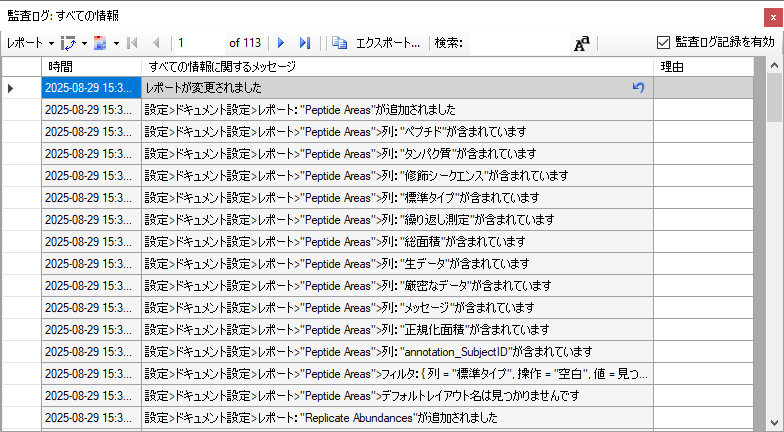 監査ログ: すべての情報
レポート 1 of 113 エクスポート... 検索: Aa 監査ログ記録を有効
時間 すべての情報に関するメッセージ 理由
2025-08-29 15:3... レポートが変更されました
2025-08-29 15:3... 設定>ドキュメント設定>レポート: "Peptide Areas"が追加されました
2025-08-29 15:3... 設定>ドキュメント設定>レポート>"Peptide Areas">列: "ペプチド"が含まれています
2025-08-29 15:3... 設定>ドキュメント設定>レポート>"Peptide Areas">列: "タンパク質"が含まれています
2025-08-29 15:3... 設定>ドキュメント設定>レポート>"Peptide Areas">列: "修飾シークエンス"が含まれています
2025-08-29 15:3... 設定>ドキュメント設定>レポート>"Peptide Areas">列: "標準タイプ"が含まれています
2025-08-29 15:3... 設定>ドキュメント設定>レポート>"Peptide Areas">列: "繰り返し測定"が含まれています
2025-08-29 15:3... 設定>ドキュメント設定>レポート>"Peptide Areas">列: "総面積"が含まれています
2025-08-29 15:3... 設定>ドキュメント設定>レポート>"Peptide Areas">列: "生データ"が含まれています
2025-08-29 15:3... 設定>ドキュメント設定>レポート>"Peptide Areas">列: "厳密なデータ"が含まれています
2025-08-29 15:3... 設定>ドキュメント設定>レポート>"Peptide Areas">列: "メッセージ"が含まれています
2025-08-29 15:3... 設定>ドキュメント設定>レポート>"Peptide Areas">列: "正規化面積"が含まれています
2025-08-29 15:3... 設定>ドキュメント設定>レポート>"Peptide Areas">列: "annotation_SubjectID"が含まれています
2025-08-29 15:3... 設定>ドキュメント設定>レポート>"Peptide Areas">フィルタ: { 列 = "標準タイプ", 操作 = "空白", 値 = 見つ...
2025-08-29 15:3... 設定>ドキュメント設定>レポート>"Peptide Areas">デフォルトレイアウト名は見つかりませんです
2025-08-29 15:3... 設定>ドキュメント設定>レポート: "Replicate Abundances"が追加されました